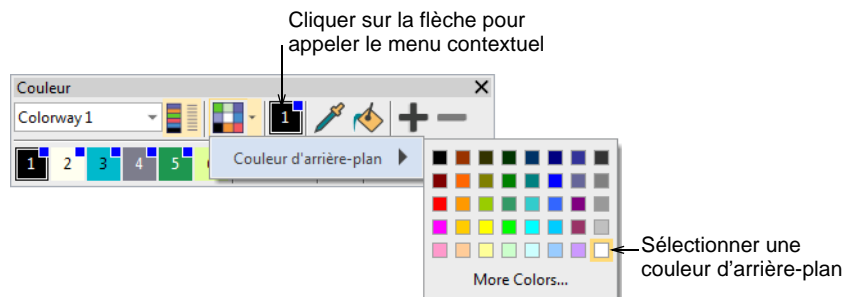 Cliquer sur la flèche pour
appeler le menu contextuel
Couleur
Colorway 1
1
1 2 3 4 5
Couleur d'arrière-plan
Sélectionner une
couleur d'arrière-plan
More Colors...